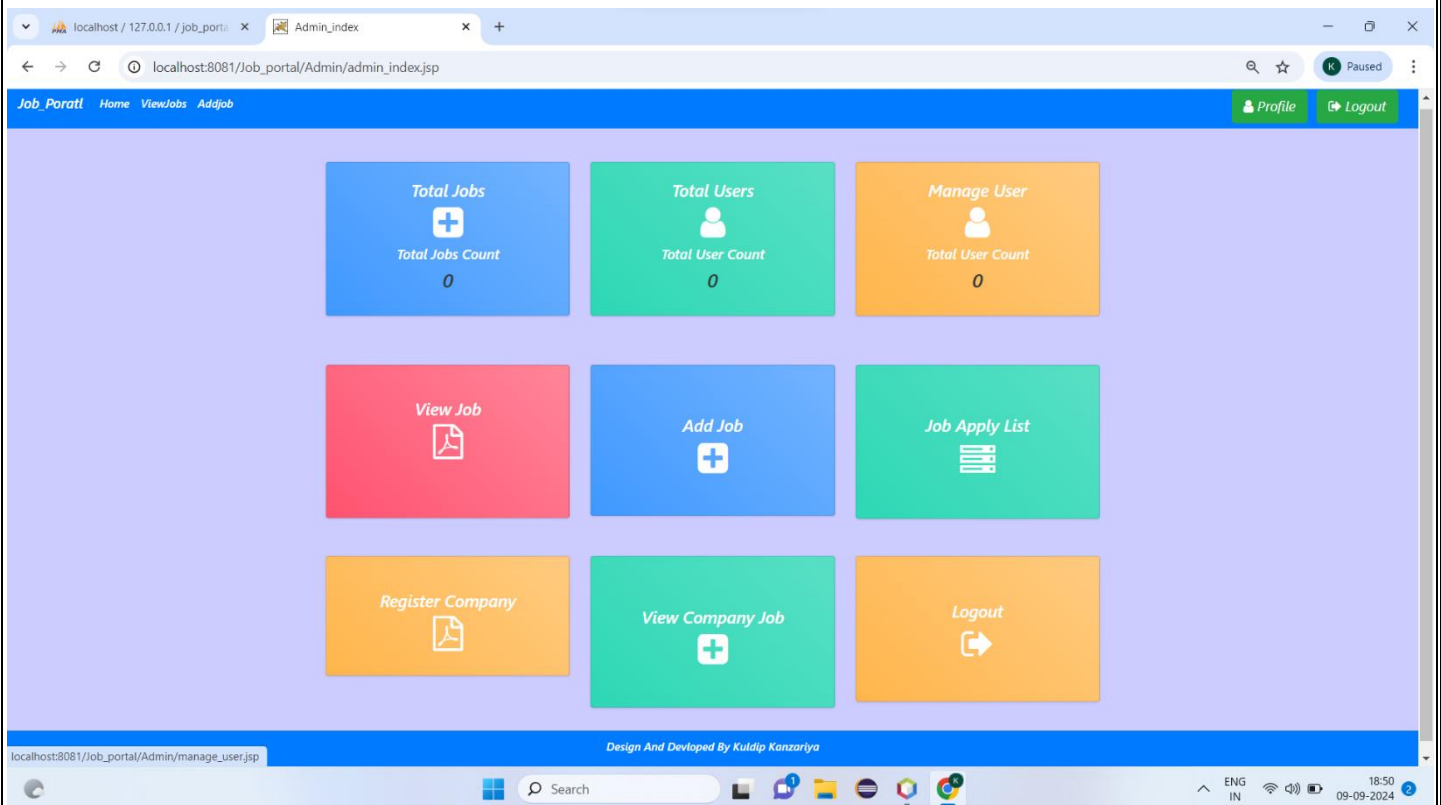 localhost / 127.0.0.1 / job_porta
Admin_index
localhost:8081/Job_portal/Admin/admin_index.jsp
K Paused
Job_Poratl Home ViewJobs Addjob
Profile Logout
Total Jobs
Total Jobs Count
0
Total Users
Total User Count
0
Manage User
Total User Count
0
View Job
Add Job
Job Apply List
Register Company
View Company Job
Logout
Design And Devloped By Kuldip Kanzariya
localhost:8081/Job_portal/Admin/manage_user.jsp
Search
1
K
ENG
IN
18:50
09-09-2024
2